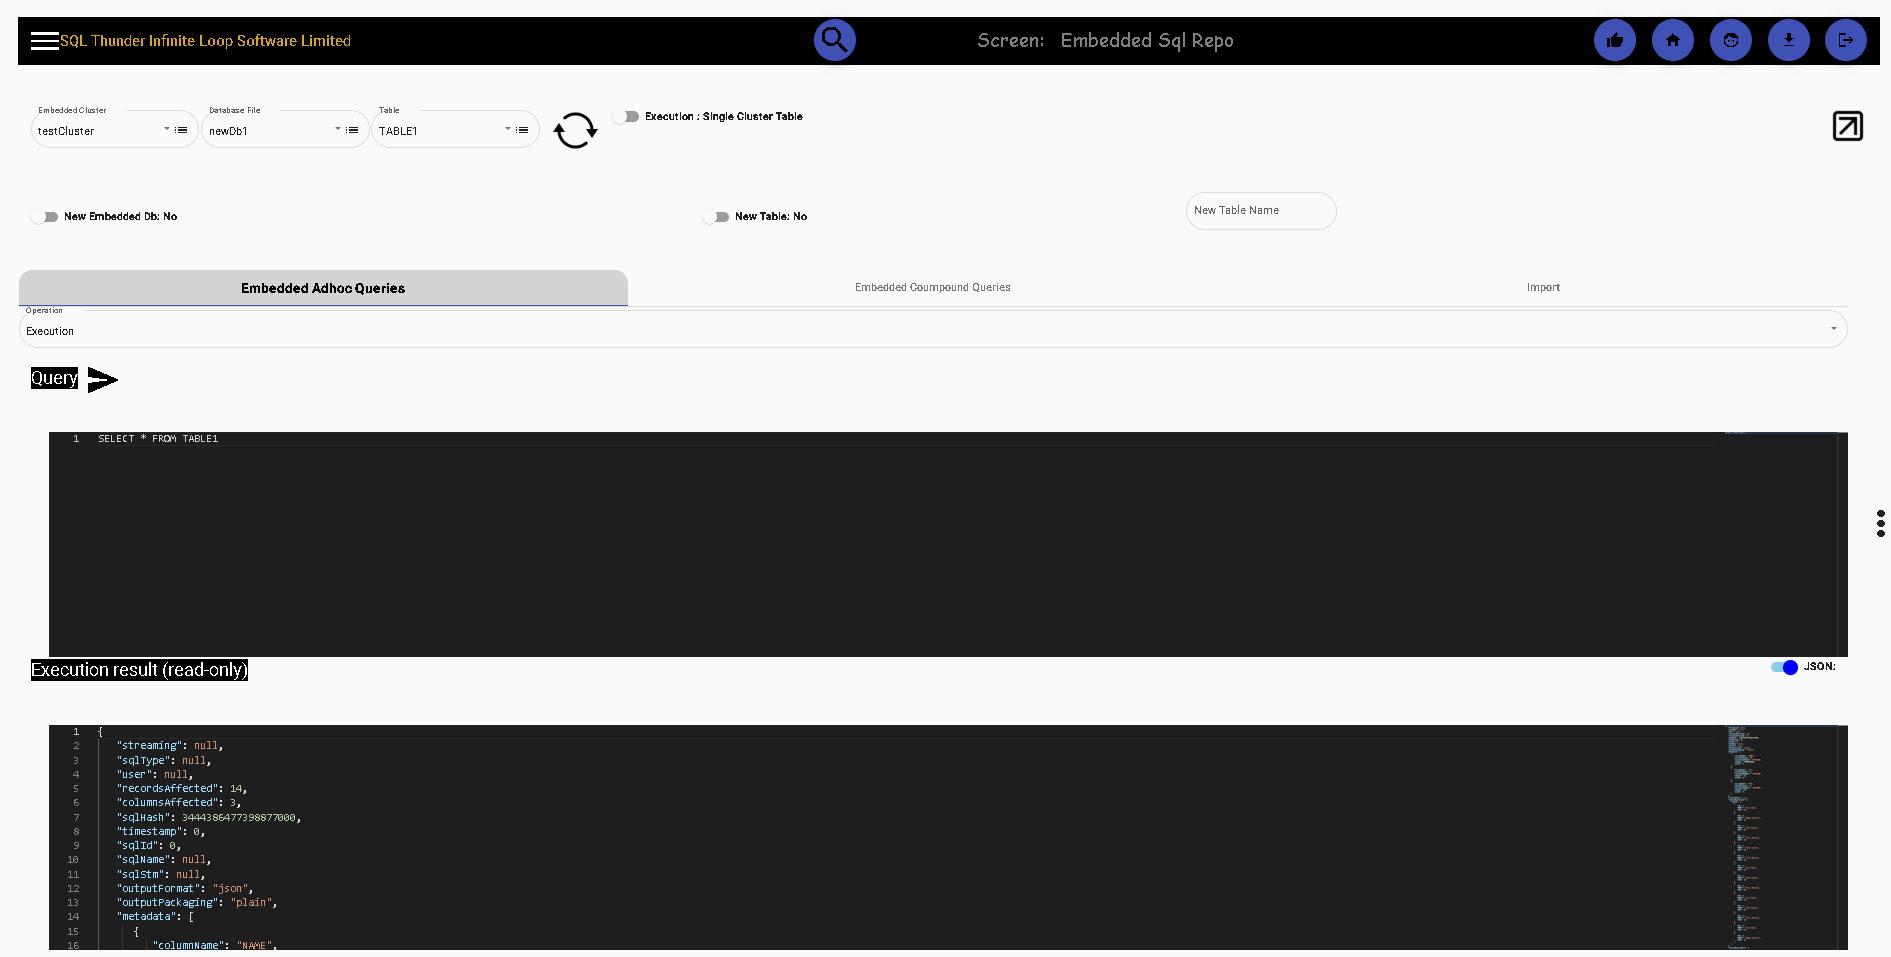 SQL Thunder Infinite Loop Software Limited
Screen: Embedded Sql Repo
Embedded Cluster
testCluster
Database File
newDb1
Table
TABLE1
Execution : Single Cluster Table
New Embedded Db: No
New Table: No
New Table Name
Embedded Adhoc Queries
Embedded Coumpound Queries
Import
Operation
Execution
Query
1 SELECT * FROM TABLE1
Execution result (read-only)
JSON:
1 {
2 "streaming": null,
3 "sqlType": null,
4 "user": null,
5 "recordsAffected": 14,
6 "columnsAffected": 3,
7 "sqlHash": 3444386477398877000,
8 "timestamp": 0,
9 "sqlId": 0,
10 "sqlName": null,
11 "sqlStm": null,
12 "outputFormat": "json",
13 "outputPackaging": "plain",
14 "metadata": [
15 {
16 "columnName": "NAME",